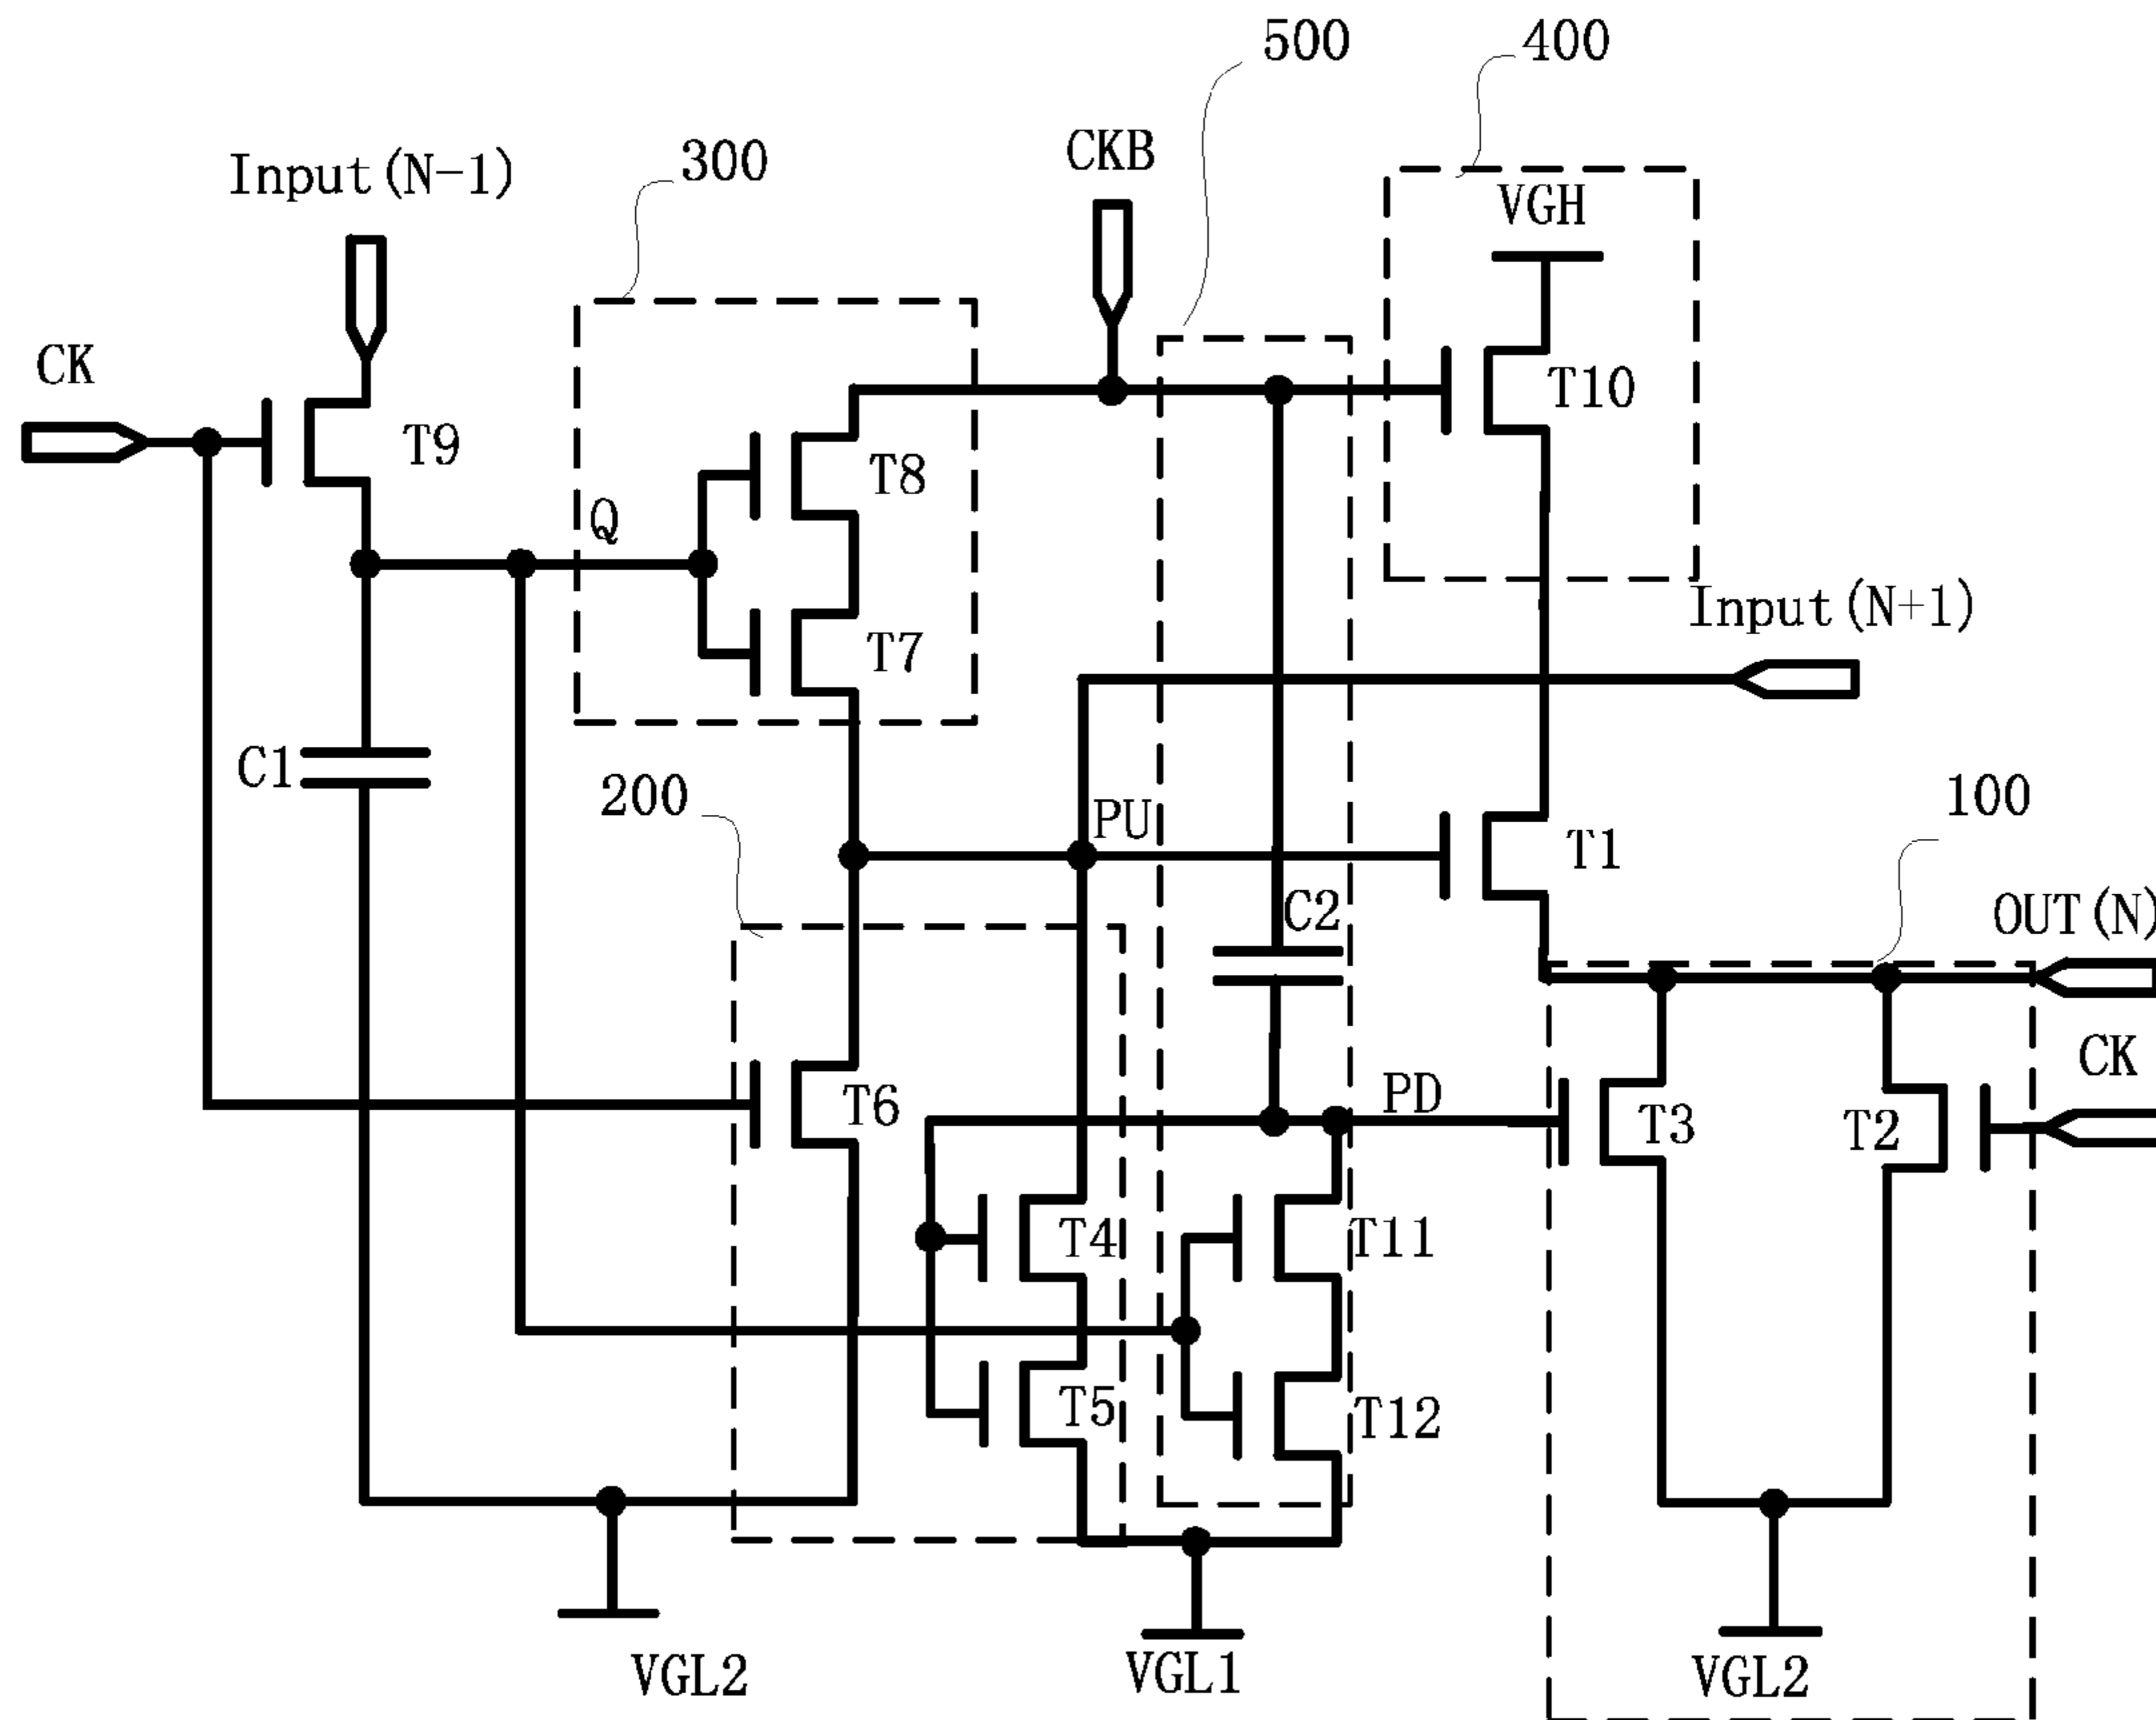 500
400
CKB
Input(N-1)
300
VGH
CK
T10
T9
T8
Q
Input(N+1)
T7
C1
200
PU
100
T1
C2
OUT(N)
CK
T6
PD
T3
T2
T4
T11
T5
T12
VGL2
VGL1
VGL2